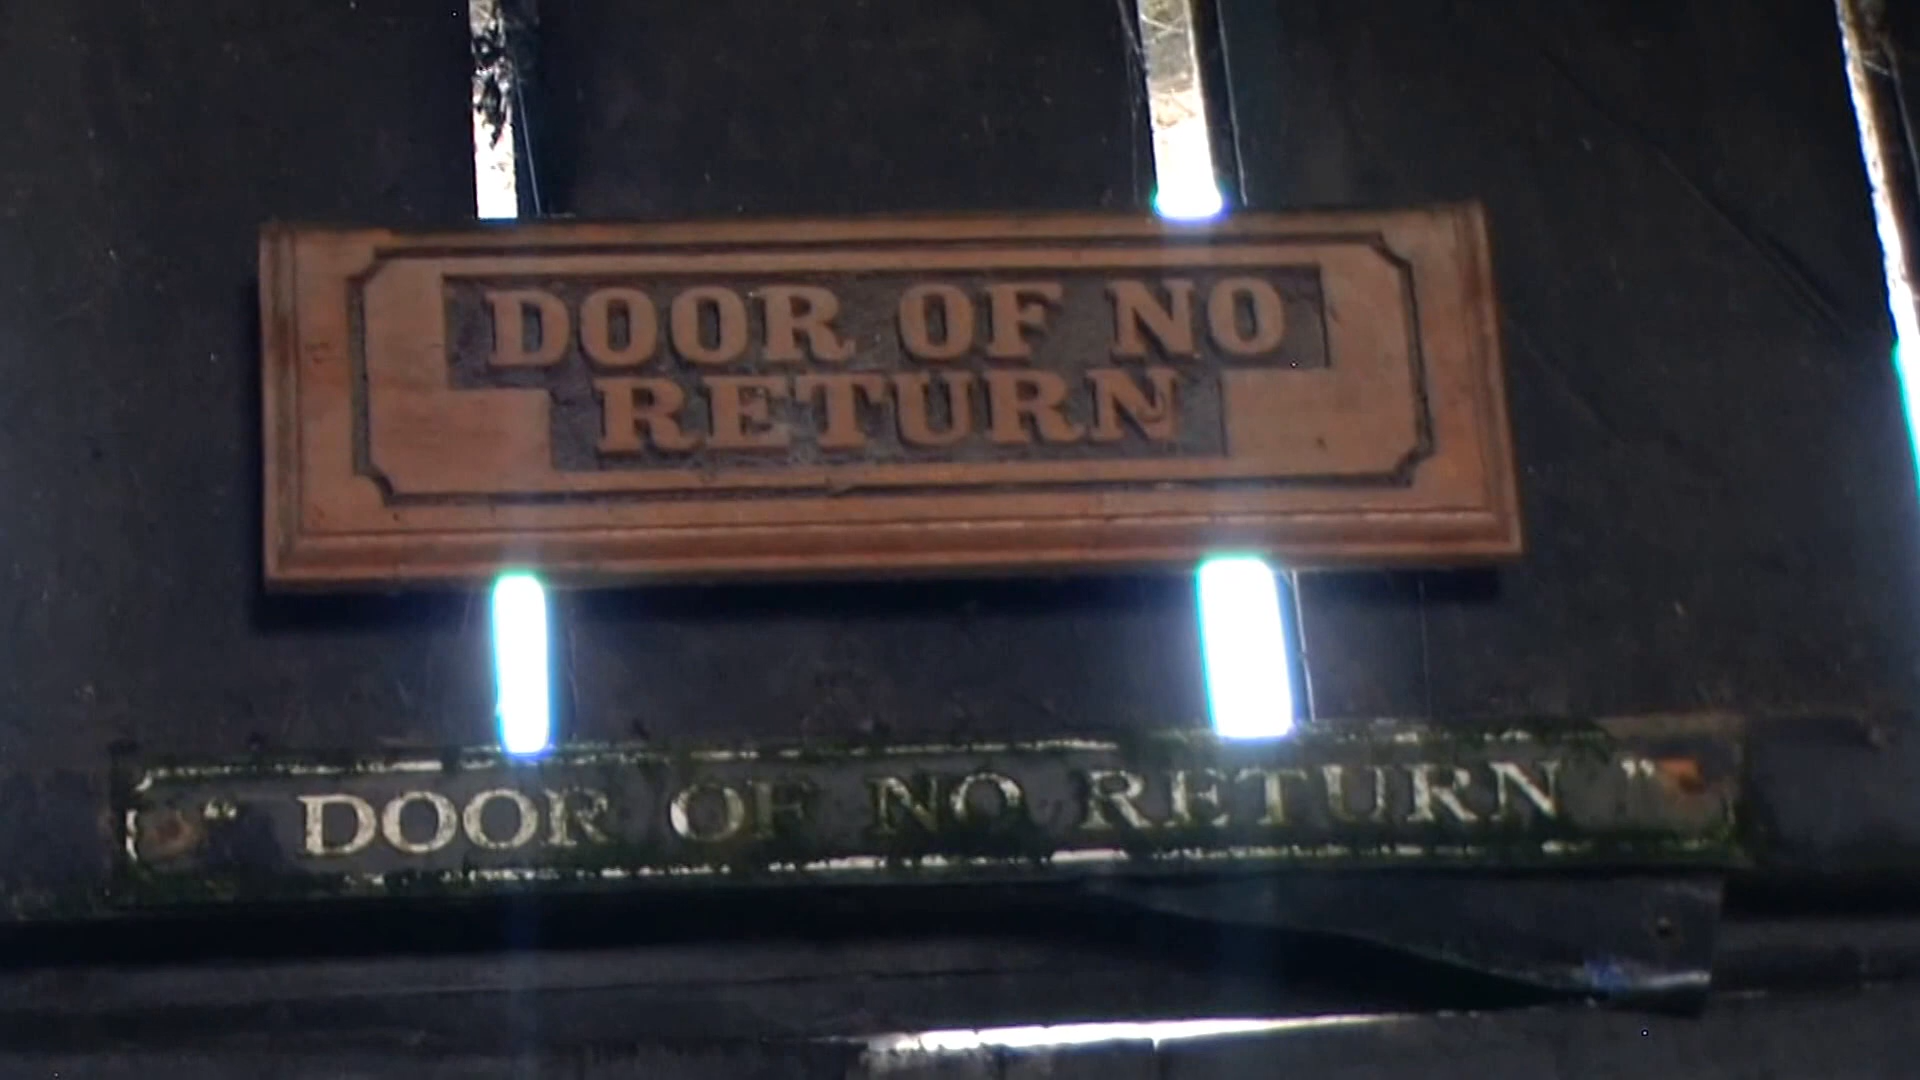 DOOR OF NO
RETURN
“ DOOR OF NO RETURN ”